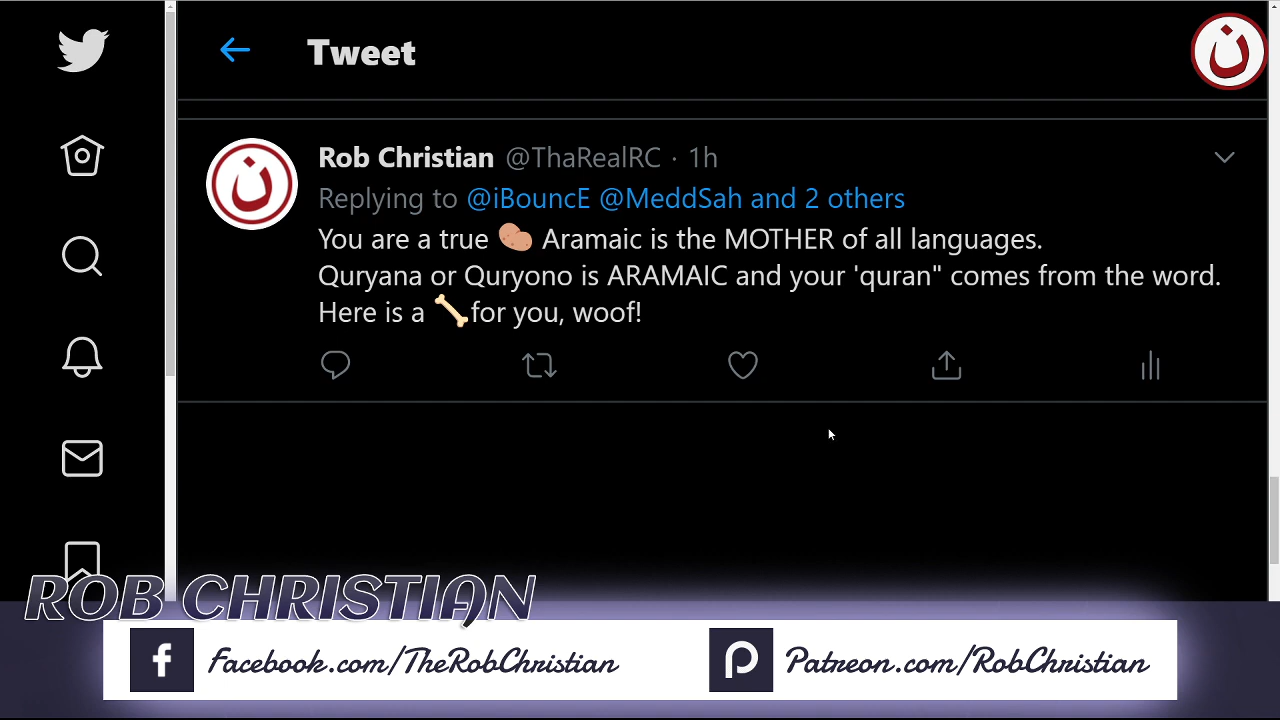 Tweet
ن
Rob Christian @ThaRealRC · 1h
ن
Replying to @iBouncE @MeddSah and 2 others
You are a true 🥔 Aramaic is the MOTHER of all languages.
Quryana or Quryono is ARAMAIC and your 'quran" comes from the word.
Here is a 🦴for you, woof!
ROB CHRISTIAN
Facebook.com/TheRobChristian
Patreon.com/RobChristian